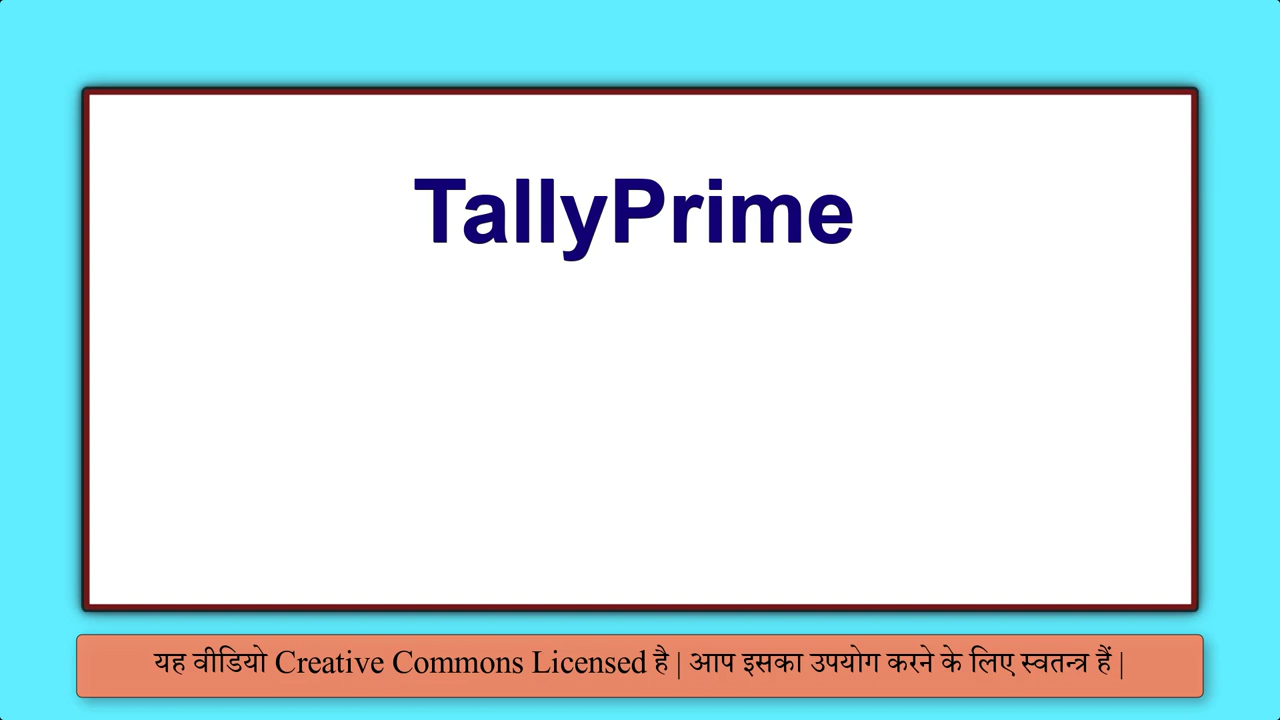 TallyPrime
यह वीडियो Creative Commons Licensed है | आप इसका उपयोग करने के लिए स्वतन्त्र हैं |